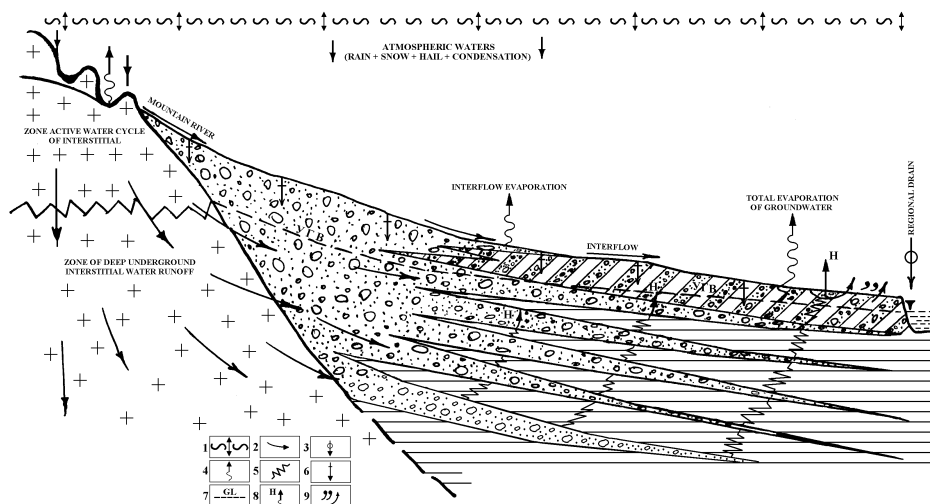 ATMOSPHERIC WATERS
(RAIN + SNOW + HAIL + CONDENSATION)
MOUNTAIN RIVER
ZONE ACTIVE WATER CYCLE
OF INTERSTITIAL
INTERFLOW EVAPORATION
TOTAL EVAPORATION
OF GROUNDWATER
REGIONAL DRAIN
УГВ
INTERFLOW
H
ZONE OF DEEP UNDERGROUND
INTERSTITIAL WATER RUNOFF
H
УГВ
H
1 2 3
4 5 6
7 GL 8 H 9